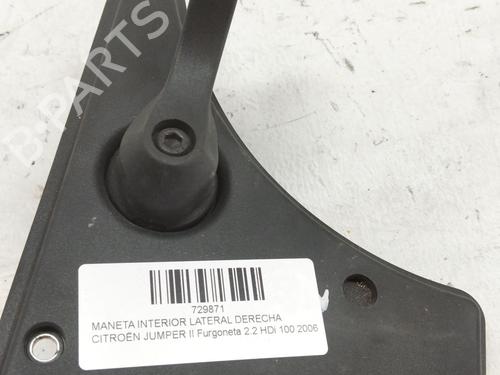 B-PARTS
729871
MANETA INTERIOR LATERAL DERECHA
CITROËN JUMPER II Furgoneta 2.2 HDi 100 2006